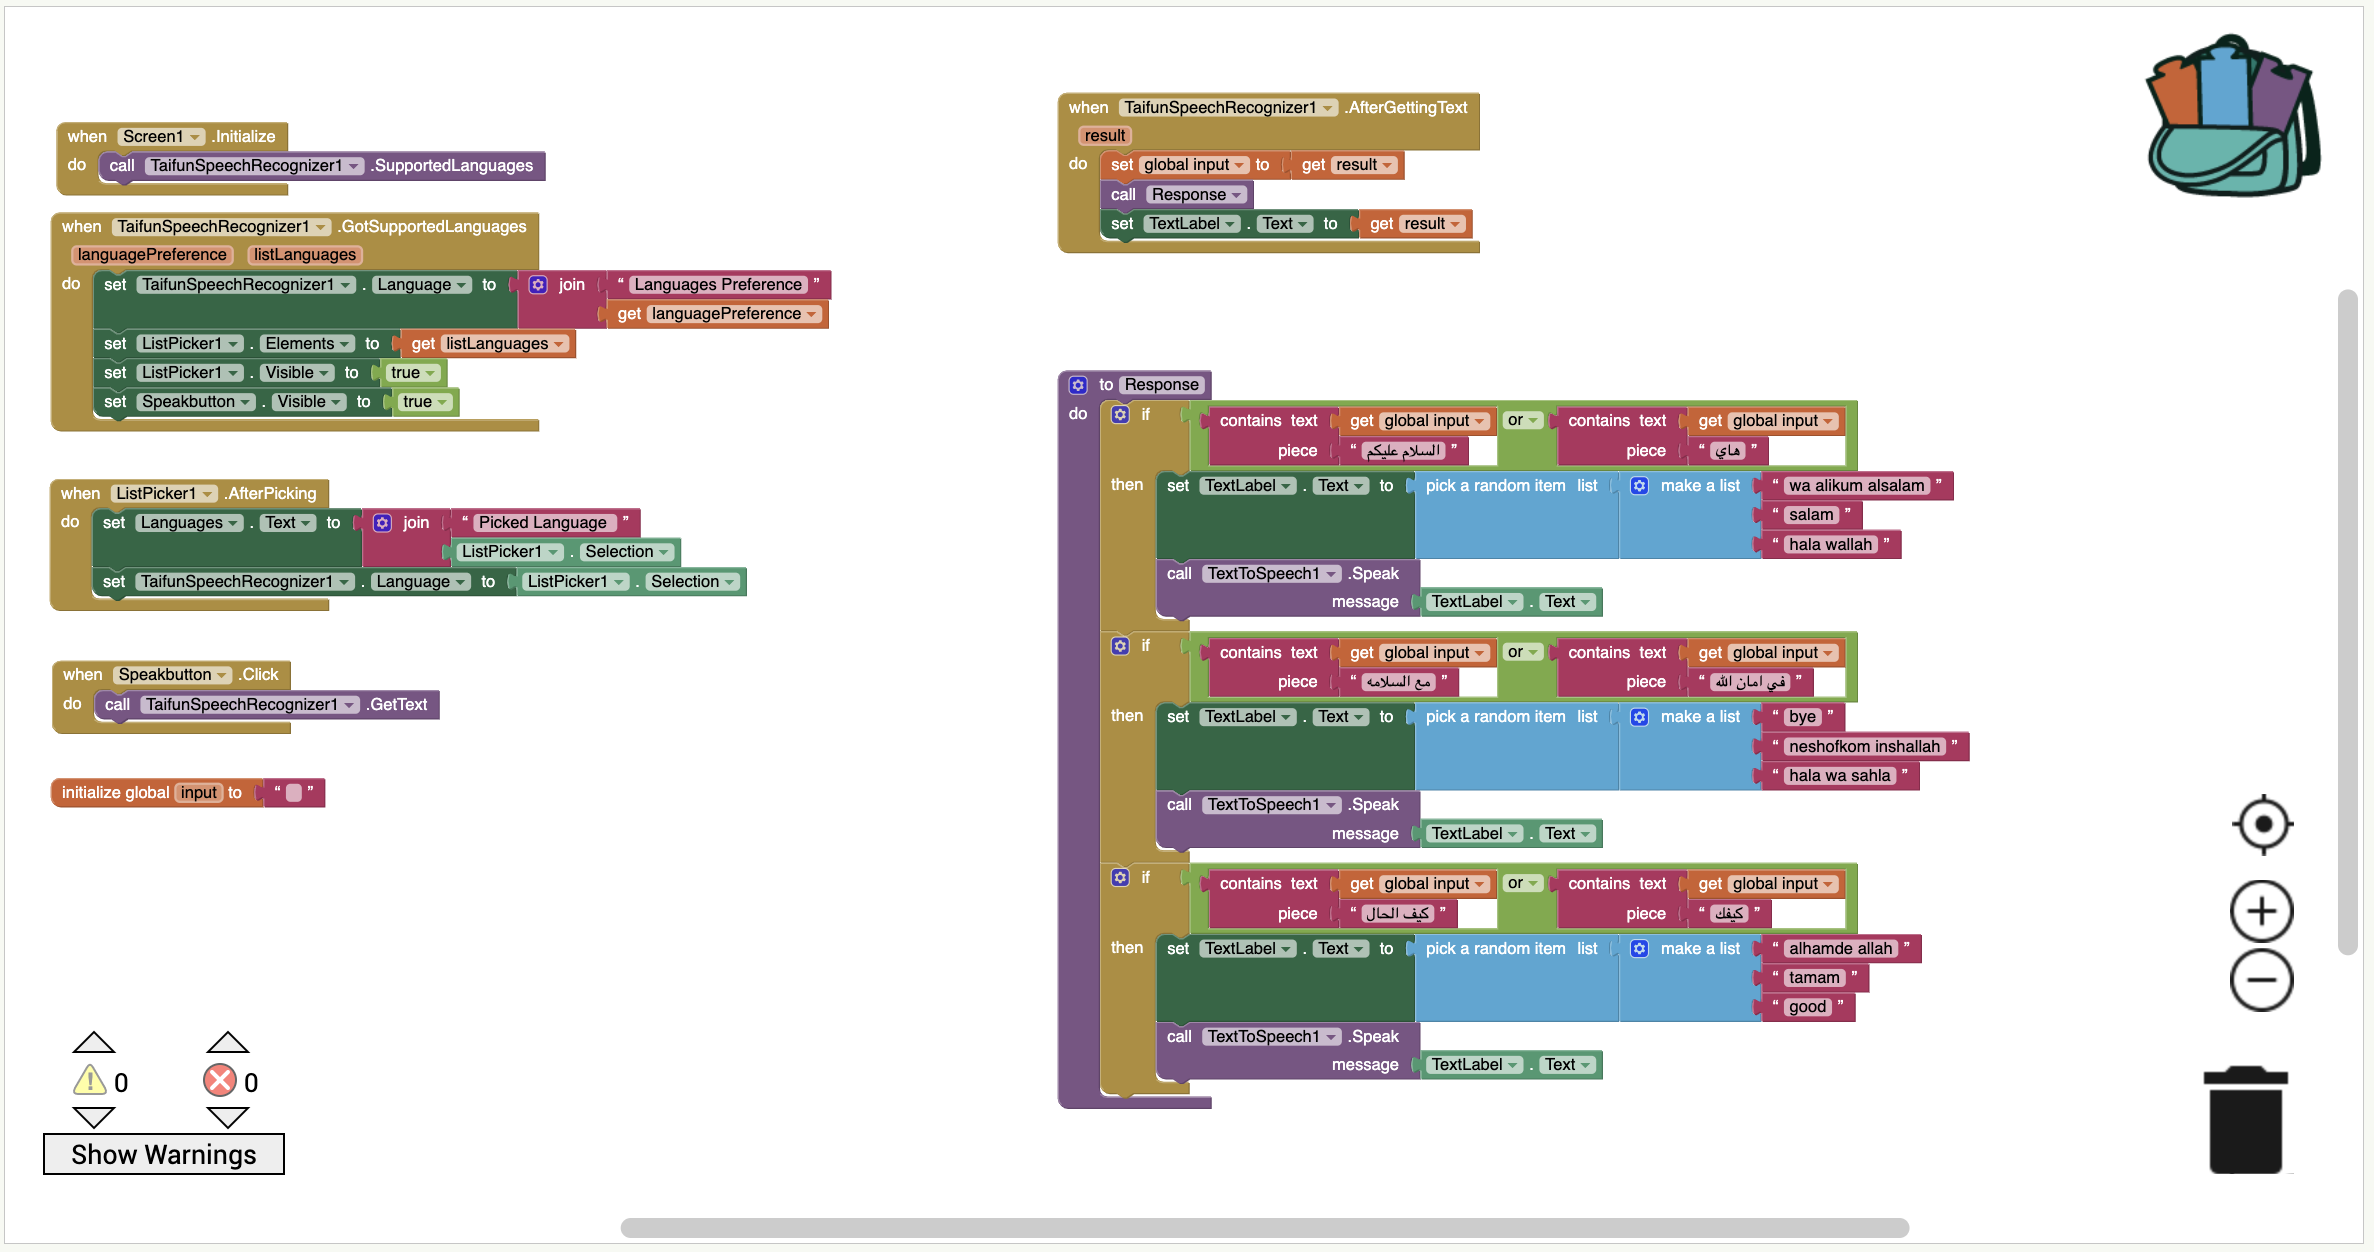 when Screen1 .Initialize
do call TaifunSpeechRecognizer1 .SupportedLanguages
when TaifunSpeechRecognizer1 .GotSupportedLanguages
languagePreference listLanguages
do set TaifunSpeechRecognizer1 . Language to join “ Languages Preference ”
get languagePreference
set ListPicker1 . Elements to get listLanguages
set ListPicker1 . Visible to true
set Speakbutton . Visible to true
when ListPicker1 .AfterPicking
do set Languages . Text to join “ Picked Language ”
ListPicker1 . Selection
set TaifunSpeechRecognizer1 . Language to ListPicker1 . Selection
when Speakbutton .Click
do call TaifunSpeechRecognizer1 .GetText
initialize global input to “ ”
when TaifunSpeechRecognizer1 .AfterGettingText
result
do set global input to get result
call Response
set TextLabel . Text to get result
to Response
do if contains text get global input or contains text get global input
piece “ السلام عليكم ” piece “ هاي ”
then set TextLabel . Text to pick a random item list make a list “ wa alikum alsalam ”
“ salam ”
“ hala wallah ”
call TextToSpeech1 .Speak
message TextLabel . Text
if contains text get global input or contains text get global input
piece “ مع السلامه ” piece “ في امان الله ”
then set TextLabel . Text to pick a random item list make a list “ bye ”
“ neshofkom inshallah ”
“ hala wa sahla ”
call TextToSpeech1 .Speak
message TextLabel . Text
if contains text get global input or contains text get global input
piece “ كيف الحال ” piece “ كيفك ”
then set TextLabel . Text to pick a random item list make a list “ alhamde allah ”
“ tamam ”
“ good ”
call TextToSpeech1 .Speak
message TextLabel . Text
0 0
Show Warnings